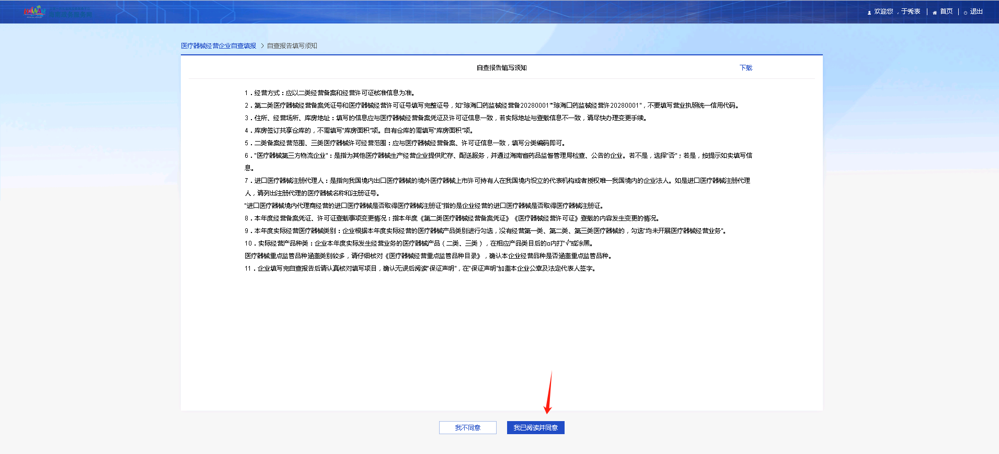 欢迎您 ，于秀表 | 首页 | 退出
医疗器械经营企业自查填报 > 自查报告填写须知
自查报告填写须知
下载
1．经营方式：应以二类经营备案和经营许可证核准信息为准。
2．第二类医疗器械经营备案凭证号和医疗器械经营许可证号填写完整证号，如"琼海口药监械经营备20280001""琼海口药监械经营许20280001"，不要填写营业执照统一信用代码。
3．住所、经营场所、库房地址：填写的信息应与医疗器械经营备案凭证及许可证信息一致，若实际地址与登载信息不一致，请尽快办理变更手续。
4．库房签订共享仓库的，不需填写"库房面积"项。自有仓库的需填写"库房面积"项。
5．二类备案经营范围、三类医疗器械许可经营范围：应与医疗器械经营备案、许可证信息一致，填写分类编码即可。
6．"医疗器械第三方物流企业"：是指为其他医疗器械生产经营企业提供贮存、配送服务，并通过海南省药品监督管理局检查、公告的企业。若不是，选择"否"；若是，按提示如实填写信
息。
7．进口医疗器械注册代理人：是指向我国境内出口医疗器械的境外医疗器械上市许可持有人在我国境内设立的代表机构或者授权唯一我国境内的企业法人。如是进口医疗器械注册代理
人，请列出注册代理的医疗器械名称和注册证号。
"进口医疗器械境内代理商经营的进口医疗器械是否取得医疗器械注册证"指的是企业经营的进口医疗器械是否取得医疗器械注册证。
8．本年度经营备案凭证、许可证登载事项变更情况：指本年度《第二类医疗器械经营备案凭证》《医疗器械经营许可证》登载的内容发生变更的情况。
9．本年度实际经营医疗器械类别：企业根据本年度实际经营的医疗器械产品类别进行勾选，没有经营第一类、第二类、第三类医疗器械的，勾选"均未开展医疗器械经营业务"。
10．实际经营产品种类：企业本年度实际发生经营业务的医疗器械产品（二类、三类），在相应产品类目后的□内打"√"或涂黑。
医疗器械重点监管品种涵盖类别较多，请仔细核对《医疗器械经营重点监管品种目录》，确认本企业经营品种是否涵盖重点监管品种。
11．企业填写完自查报告后请认真核对填写项目，确认无误后阅读"保证声明"，在"保证声明"加盖本企业公章及法定代表人签字。
我不同意
我已阅读并同意